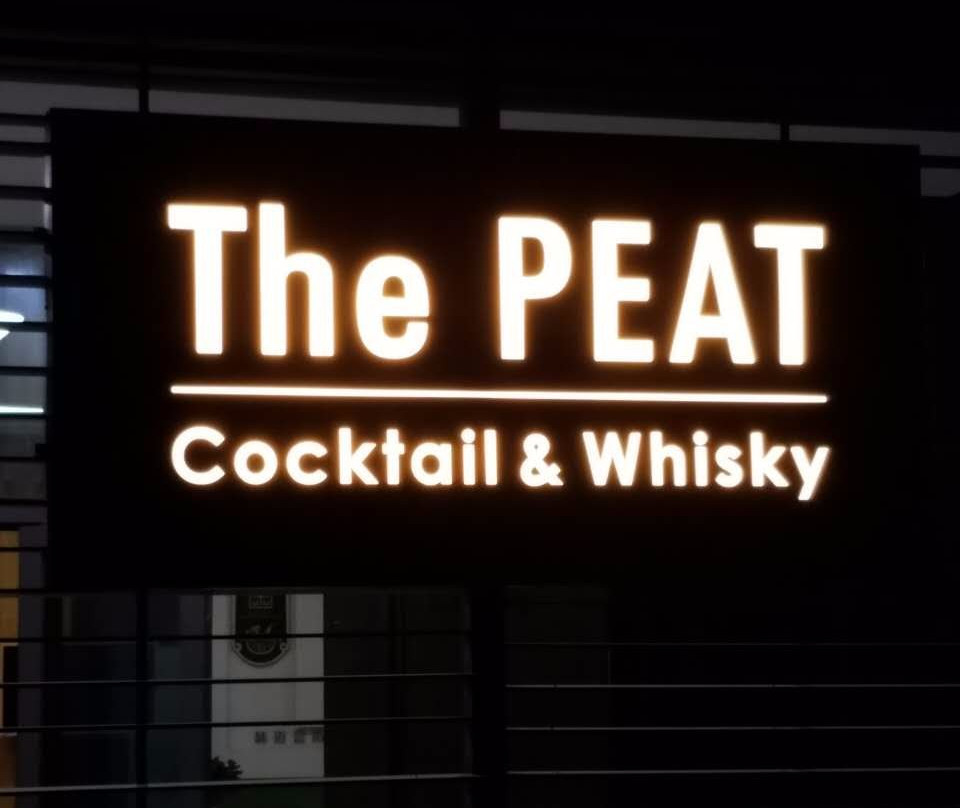 The PEAT
Cocktail & Whisky